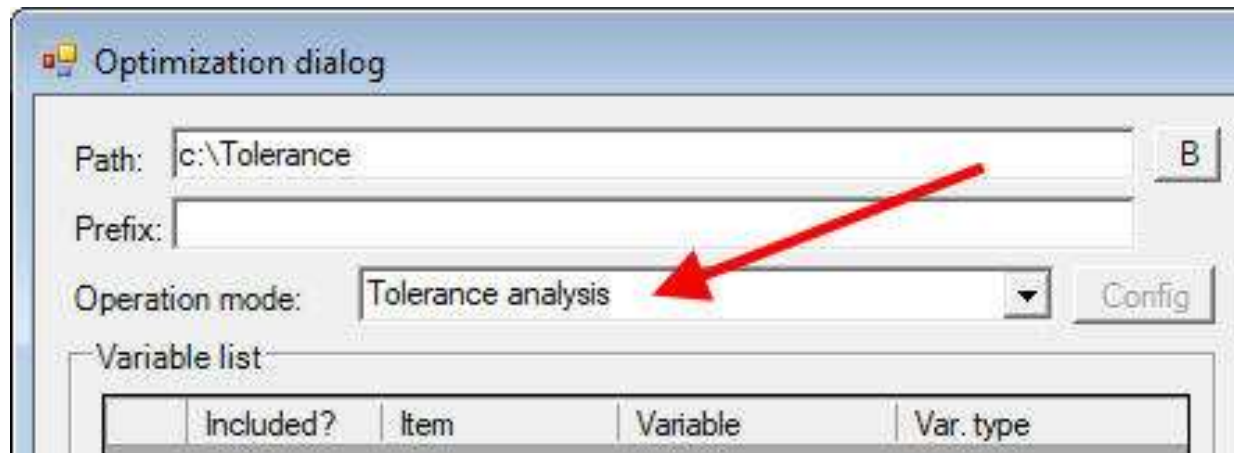 Optimization dialog
Path: c:\Tolerance B
Prefix:
Operation mode: Tolerance analysis Config
Variable list
Included? Item Variable Var. type